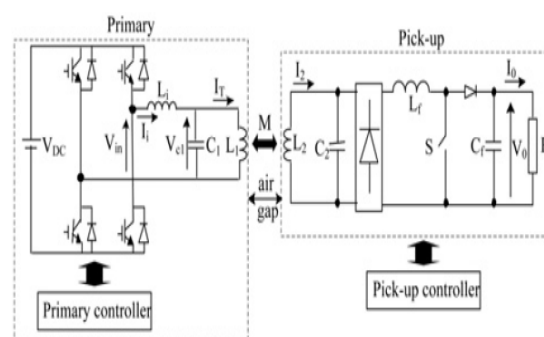 Primary
Pick-up
V_DC
V_in
L_i
I_i
V_c1
C_1
I_T
L_1
M
air
gap
L_2
I_2
C_2
L_f
S
C_f
I_0
V_0
Primary controller
Pick-up controller